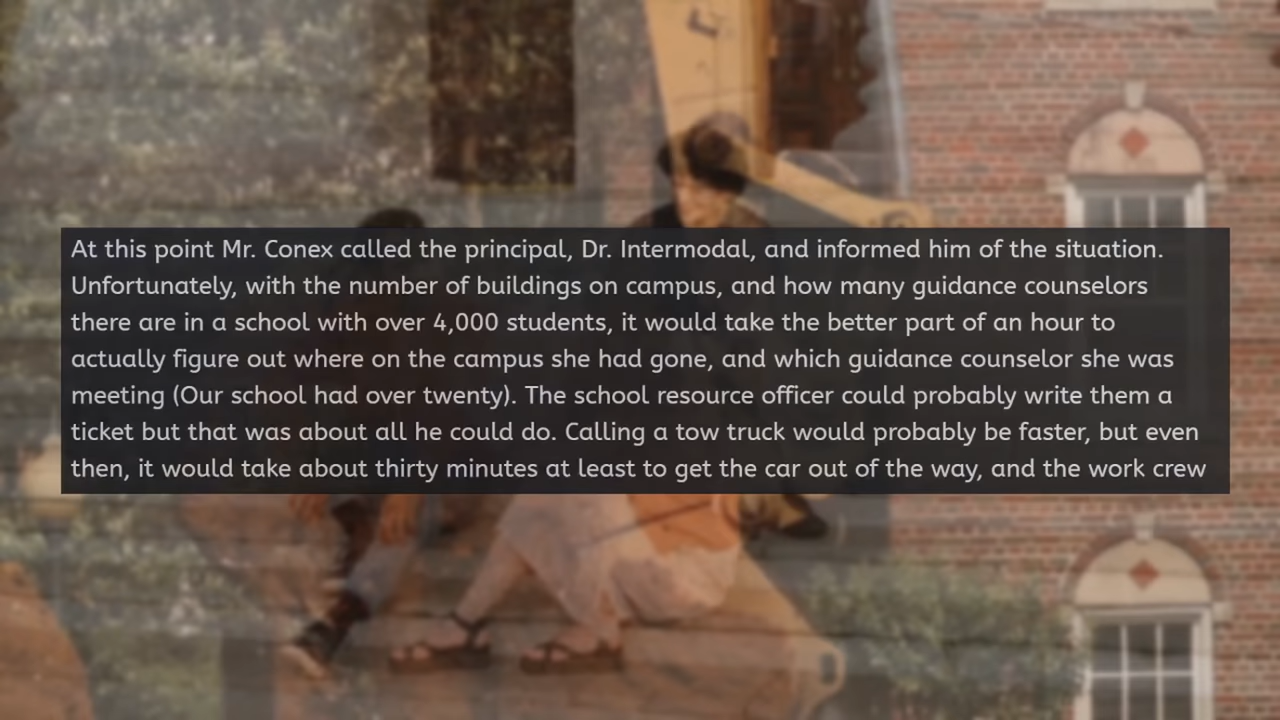 At this point Mr. Conex called the principal, Dr. Intermodal, and informed him of the situation.
Unfortunately, with the number of buildings on campus, and how many guidance counselors
there are in a school with over 4,000 students, it would take the better part of an hour to
actually figure out where on the campus she had gone, and which guidance counselor she was
meeting (Our school had over twenty). The school resource officer could probably write them a
ticket but that was about all he could do. Calling a tow truck would probably be faster, but even
then, it would take about thirty minutes at least to get the car out of the way, and the work crew